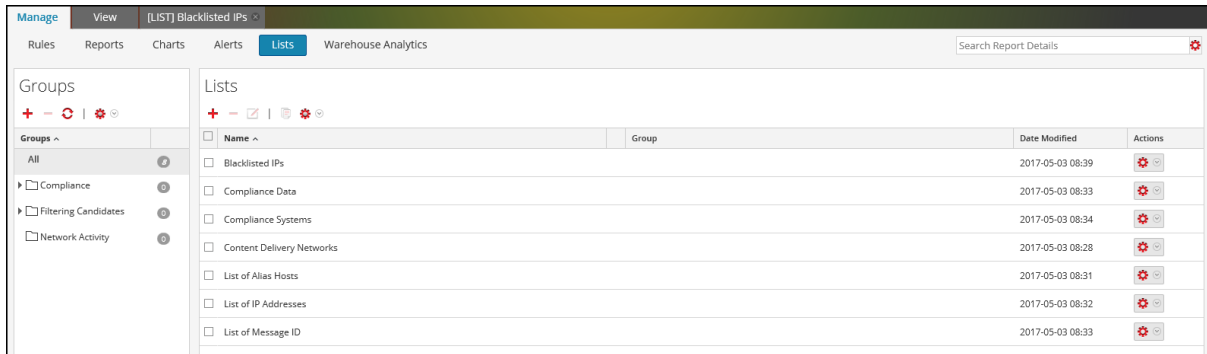 Manage View [LIST] Blacklisted IPs
Rules Reports Charts Alerts Lists Warehouse Analytics Search Report Details
Groups
Lists
Groups
Name Group Date Modified Actions
All
Blacklisted IPs 2017-05-03 08:39
Compliance 0
Compliance Data 2017-05-03 08:33
Filtering Candidates 0
Compliance Systems 2017-05-03 08:34
Network Activity 0
Content Delivery Networks 2017-05-03 08:28
List of Alias Hosts 2017-05-03 08:31
List of IP Addresses 2017-05-03 08:32
List of Message ID 2017-05-03 08:33